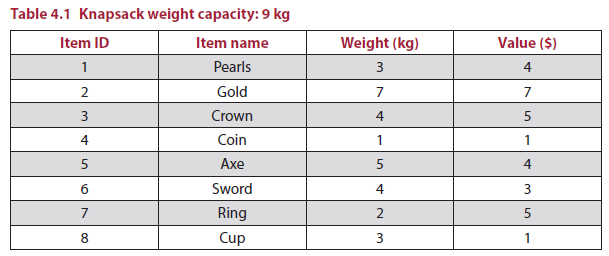 Table 4.1 Knapsack weight capacity: 9 kg
Item ID Item name Weight (kg) Value ($)
1 Pearls 3 4
2 Gold 7 7
3 Crown 4 5
4 Coin 1 1
5 Axe 5 4
6 Sword 4 3
7 Ring 2 5
8 Cup 3 1